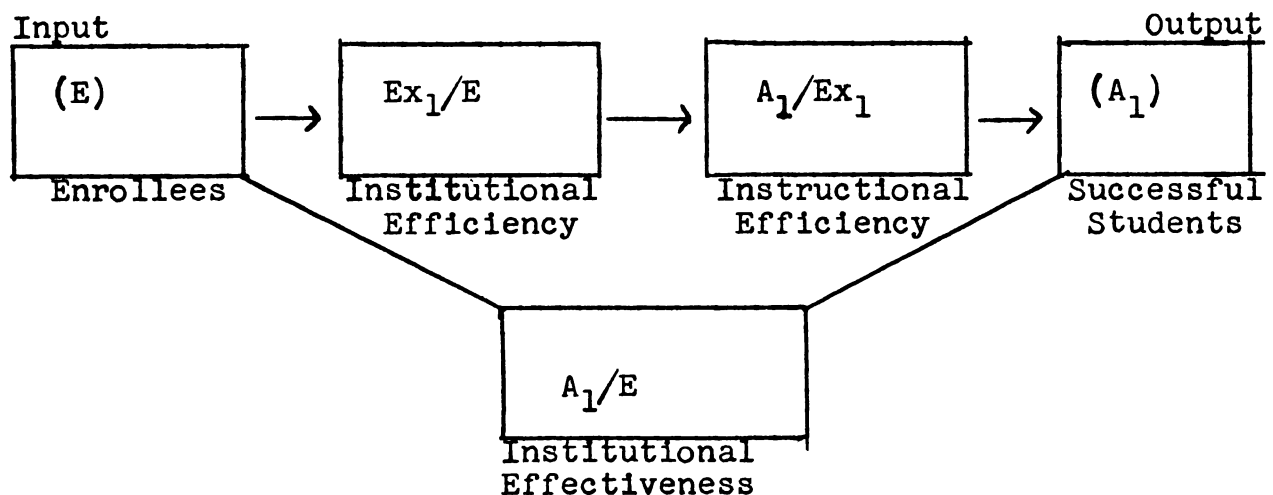 Input
Output
(E)
Ex₁/E
A₁/Ex₁
(A₁)
Enrollees
Institutional
Efficiency
Instructional
Efficiency
Successful
Students
A₁/E
Institutional
Effectiveness